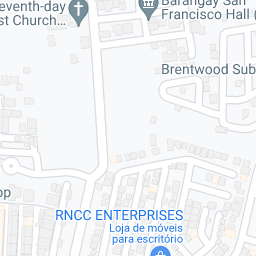 eventh-day
st Church...
Barangay San
Francisco Hall (
Brentwood Sub
op
RNCC ENTERPRISES
Loja de móveis
para escritório